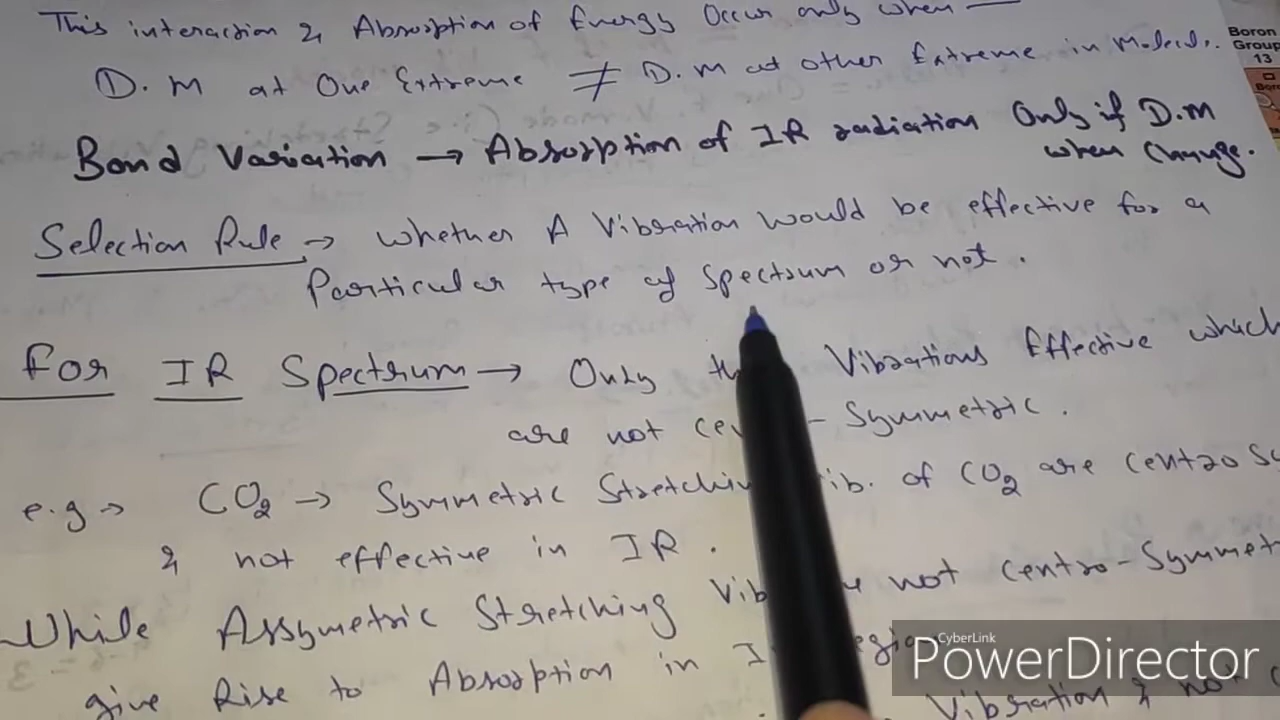 This interaction & Absorption of Energy Occur only when —
D.M at One Extreme ≠ D.M at other Extreme in
Bond Variation → Absorption of IR radiation Only if D.M
when change.
Selection Rule → whether A Vibration would be effective for a
Particular type of Spectrum or not.
For IR Spectrum → Only Vibrations Effective which
are not - Symmetric.
e.g → CO2 → Symmetric Stretching vib. of CO2 are centro
& not effective in IR.
While Assymetric Stretching Vib not centro-Symmet
give Rise to Absorption in
Vibration & not
Boron
Group
13
CyberLink
PowerDirector